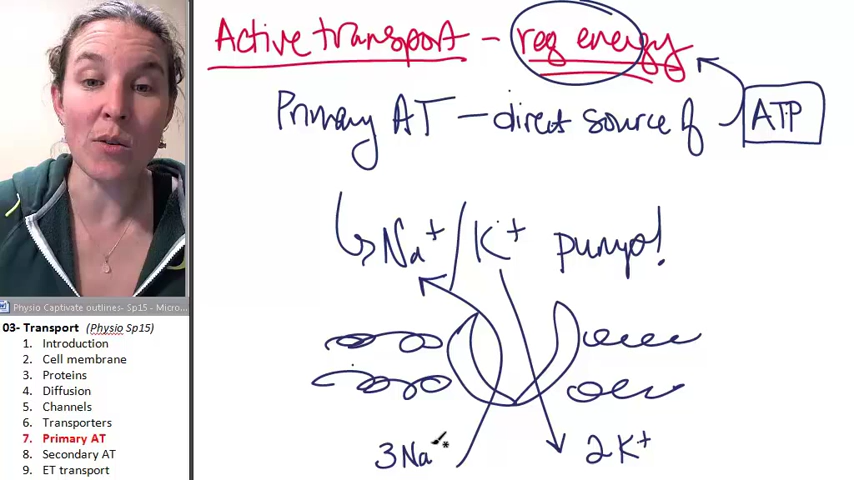 Active transport - req energy
Primary AT - direct source of ATP
Na+/K+ pump!
3Na
2K+
Physio Captivate outlines- Sp15 - Micro...
03- Transport (Physio Sp15)
1. Introduction
2. Cell membrane
3. Proteins
4. Diffusion
5. Channels
6. Transporters
7. Primary AT
8. Secondary AT
9. ET transport